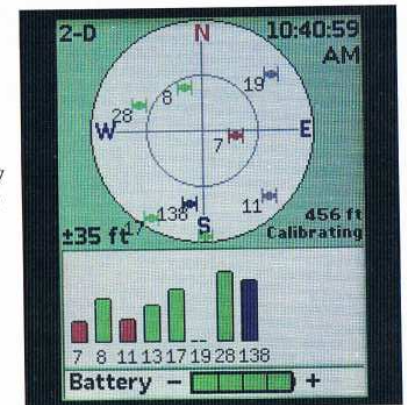 2-D N 10:40:59
AM
19
8
28
W 7 E
138 11
17 S 456 ft
±35 ft Calibrating
7 8 11 13 17 19 28 138
Battery - +